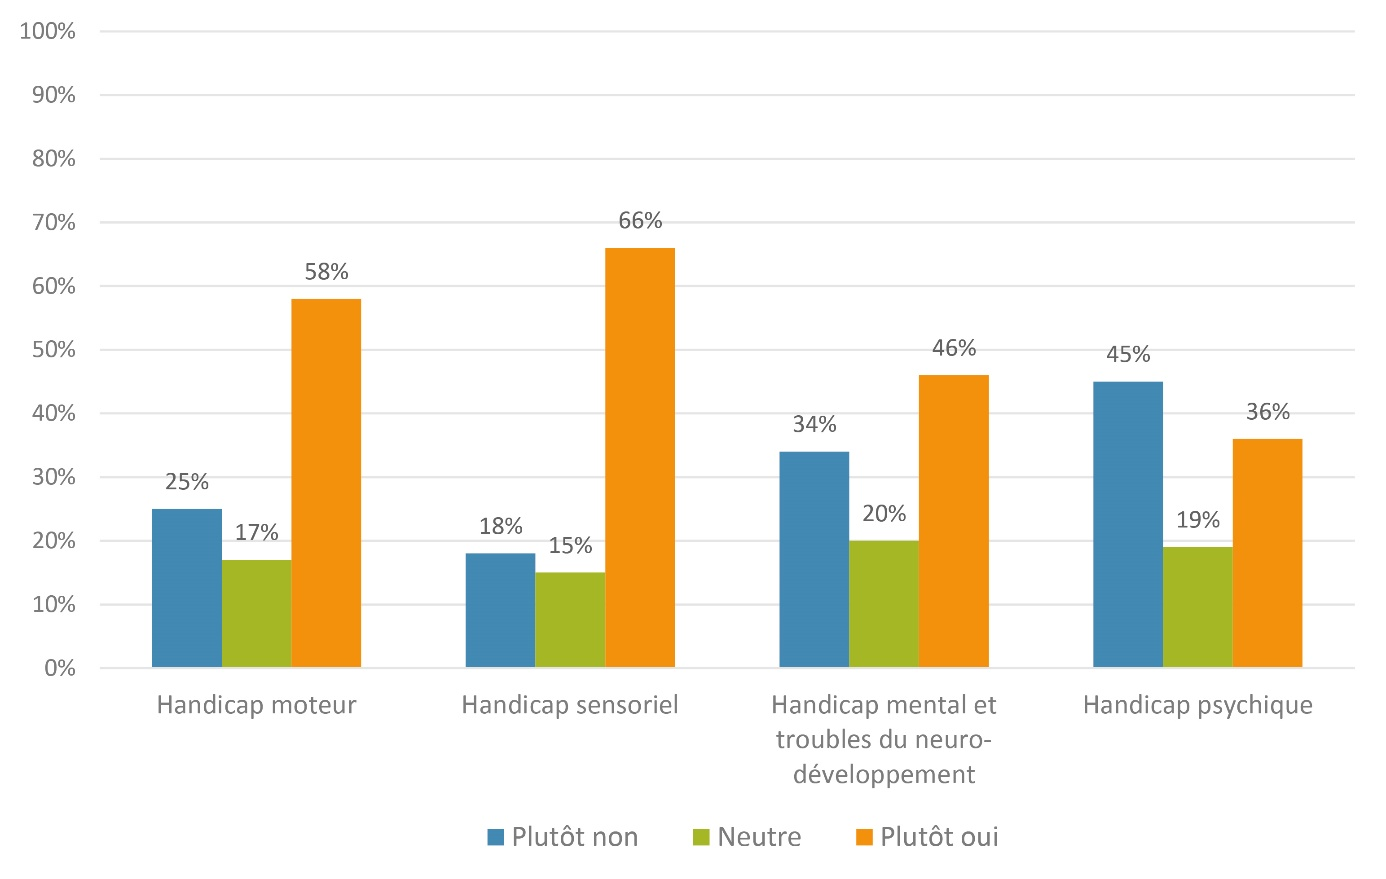 100%
90%
80%
70%
60%
50%
40%
30%
20%
10%
0%
25%
17%
58%
18%
15%
66%
34%
20%
46%
45%
19%
36%
Handicap moteur
Handicap sensoriel
Handicap mental et
troubles du neuro-
développement
Handicap psychique
Plutôt non
Neutre
Plutôt oui